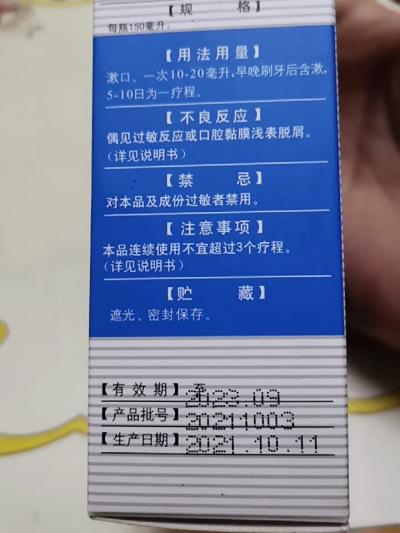 【规 格】
每瓶150毫升。
【用法用量】
漱口。一次10-20毫升,早晚刷牙后含漱,
5-10日为一疗程。
【不良反应】
偶见过敏反应或口腔黏膜浅表脱屑。
(详见说明书)
【禁 忌】
对本品及成份过敏者禁用。
【注意事项】
本品连续使用不宜超过3个疗程。
(详见说明书)
【贮 藏】
遮光、密封保存。
【有 效 期】至
2023.09
【产品批号】20211003
【生产日期】2021.10.11